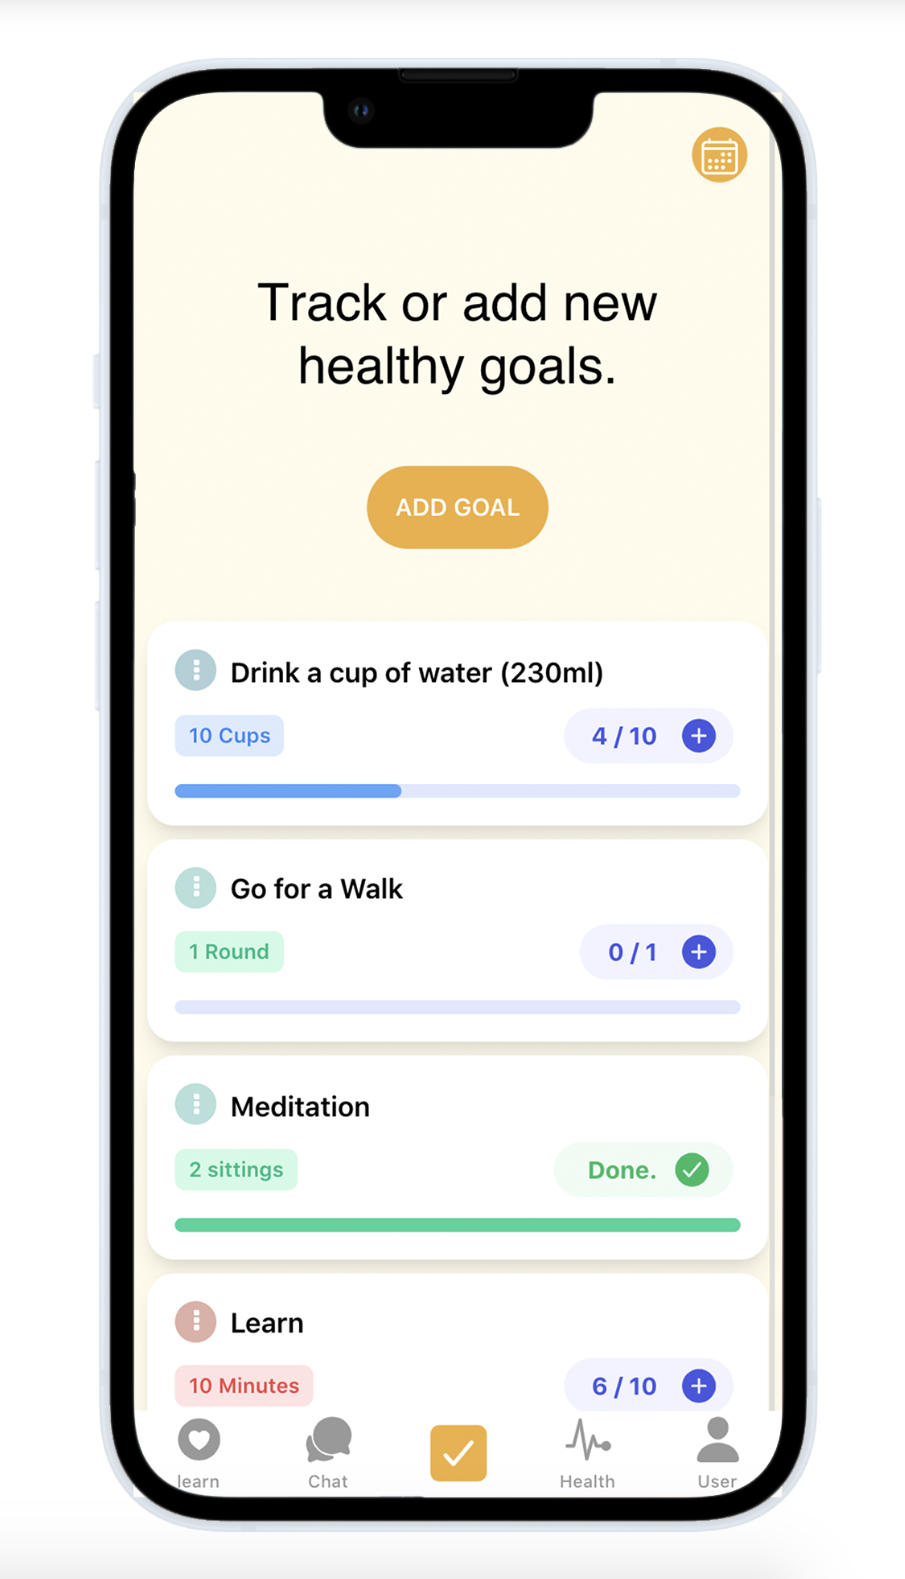 Track or add new
healthy goals.
ADD GOAL
Drink a cup of water (230ml)
10 Cups
4 / 10
Go for a Walk
1 Round
0 / 1
Meditation
2 sittings
Done.
Learn
10 Minutes
6 / 10
learn
Chat
Health
User